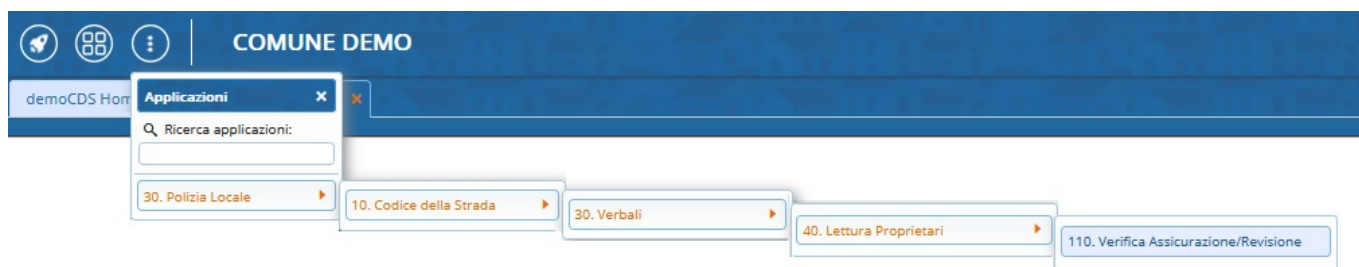 COMUNE DEMO
demoCDS Hom
Applicazioni
Ricerca applicazioni:
30. Polizia Locale
10. Codice della Strada
30. Verbali
40. Lettura Proprietari
110. Verifica Assicurazione/Revisione